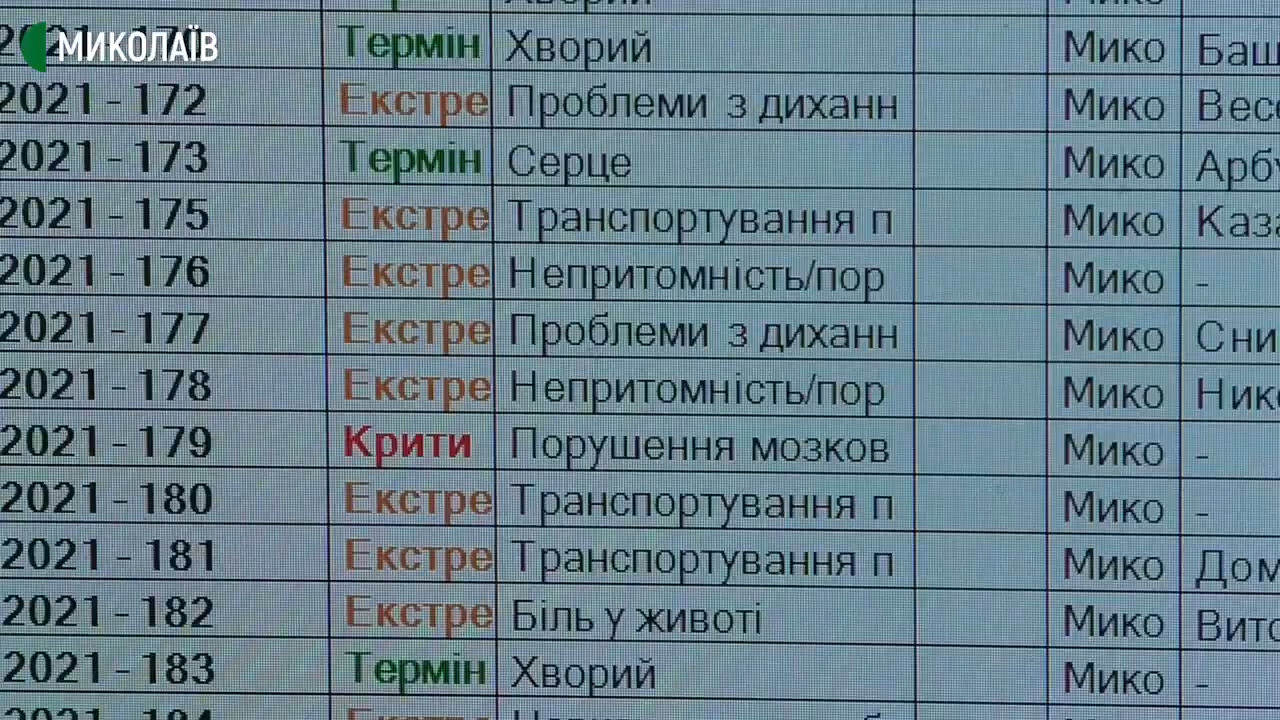 МИКОЛАЇВ
Термін Хворий Мико Баш
2021 - 172 Екстре Проблеми з диханн Мико Весе
2021 - 173 Термін Серце Мико Арбу
2021 - 175 Екстре Транспортування п Мико Каза
2021 - 176 Екстре Непритомність/пор Мико -
2021 - 177 Екстре Проблеми з диханн Мико Сни
2021 - 178 Екстре Непритомність/пор Мико Нико
2021 - 179 Крити Порушення мозков Мико -
2021 - 180 Екстре Транспортування п Мико -
2021 - 181 Екстре Транспортування п Мико Дом
2021 - 182 Екстре Біль у животі Мико Вито
2021 - 183 Термін Хворий Мико -